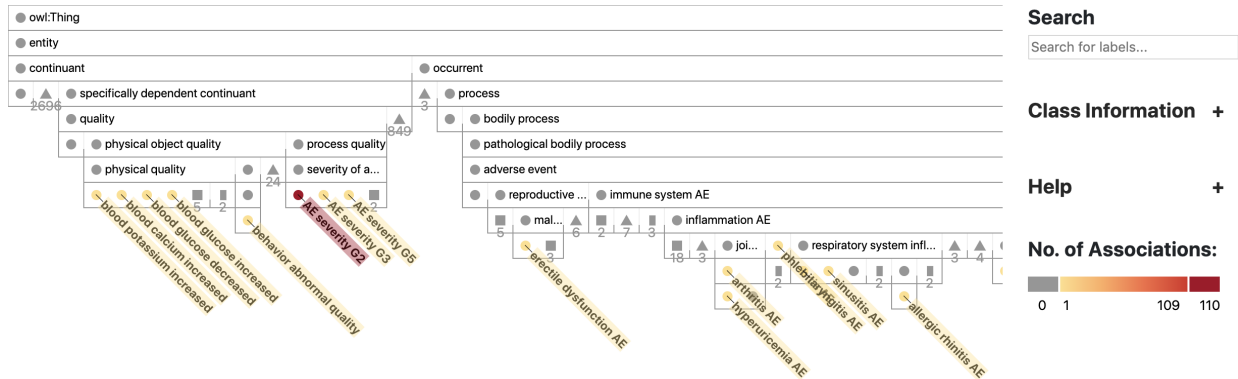 owl:Thing
entity
continuant
occurrent
2696
specifically dependent continuant
3
process
quality
849
bodily process
physical object quality
process quality
pathological bodily process
physical quality
24
severity of a...
adverse event
5
2
2
reproductive ...
immune system AE
blood potassium increased
blood calcium increased
blood glucose decreased
blood glucose increased
behavior abnormal quality
AE severity G2
AE severity G3
AE severity G5
5
mal...
6
2
7
3
inflammation AE
3
erectile dysfunction AE
18
3
joi...
respiratory system infl...
3
4
2
2
2
arthritis AE
hyperuricemia AE
phlebitis AE
sinusitis AE
allergic rhinitis AE
Search
Search for labels...
Class Information +
Help +
No. of Associations:
0 1 109 110